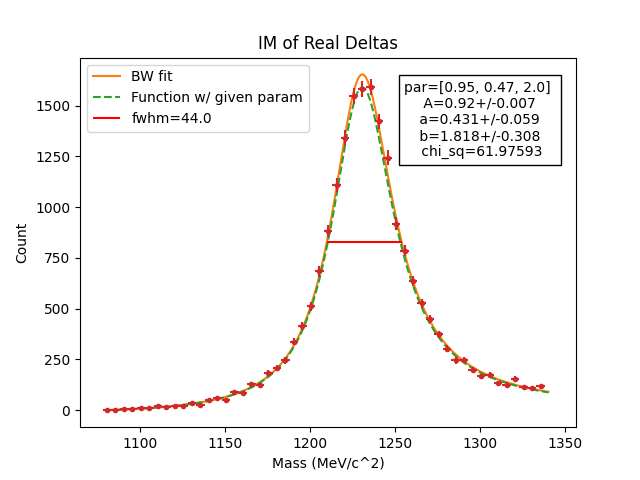 IM of Real Deltas
BW fit
Function w/ given param
fwhm=44.0
par=[0.95, 0.47, 2.0]
A=0.92+/-0.007
a=0.431+/-0.059
b=1.818+/-0.308
chi_sq=61.97593
Count
1500
1250
1000
750
500
250
0
1100
1150
1200
1250
1300
1350
Mass (MeV/c^2)